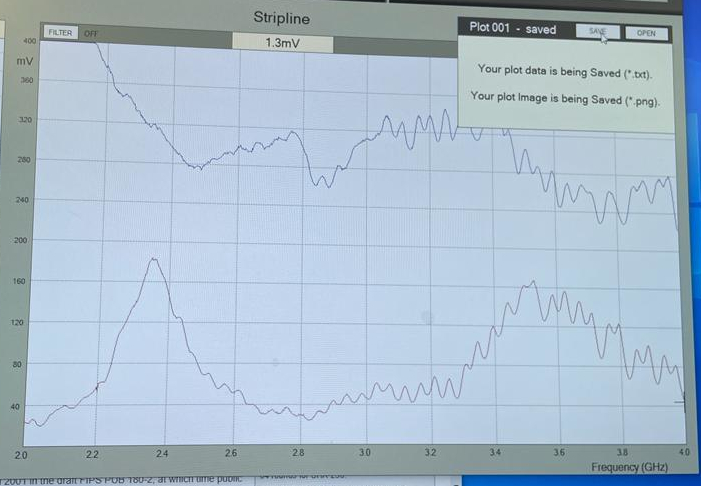 Stripline
FILTER OFF
1.3mV
Plot 001 - saved SAVE OPEN
Your plot data is being Saved (*.txt).
Your plot Image is being Saved (*.png).
400
mV
360
320
280
240
200
160
120
80
40
2.0 2.2 2.4 2.6 2.8 3.0 3.2 3.4 3.6 3.8 4.0
Frequency (GHz)
2001 in the draft FIPS PUB 180-2, at which time public